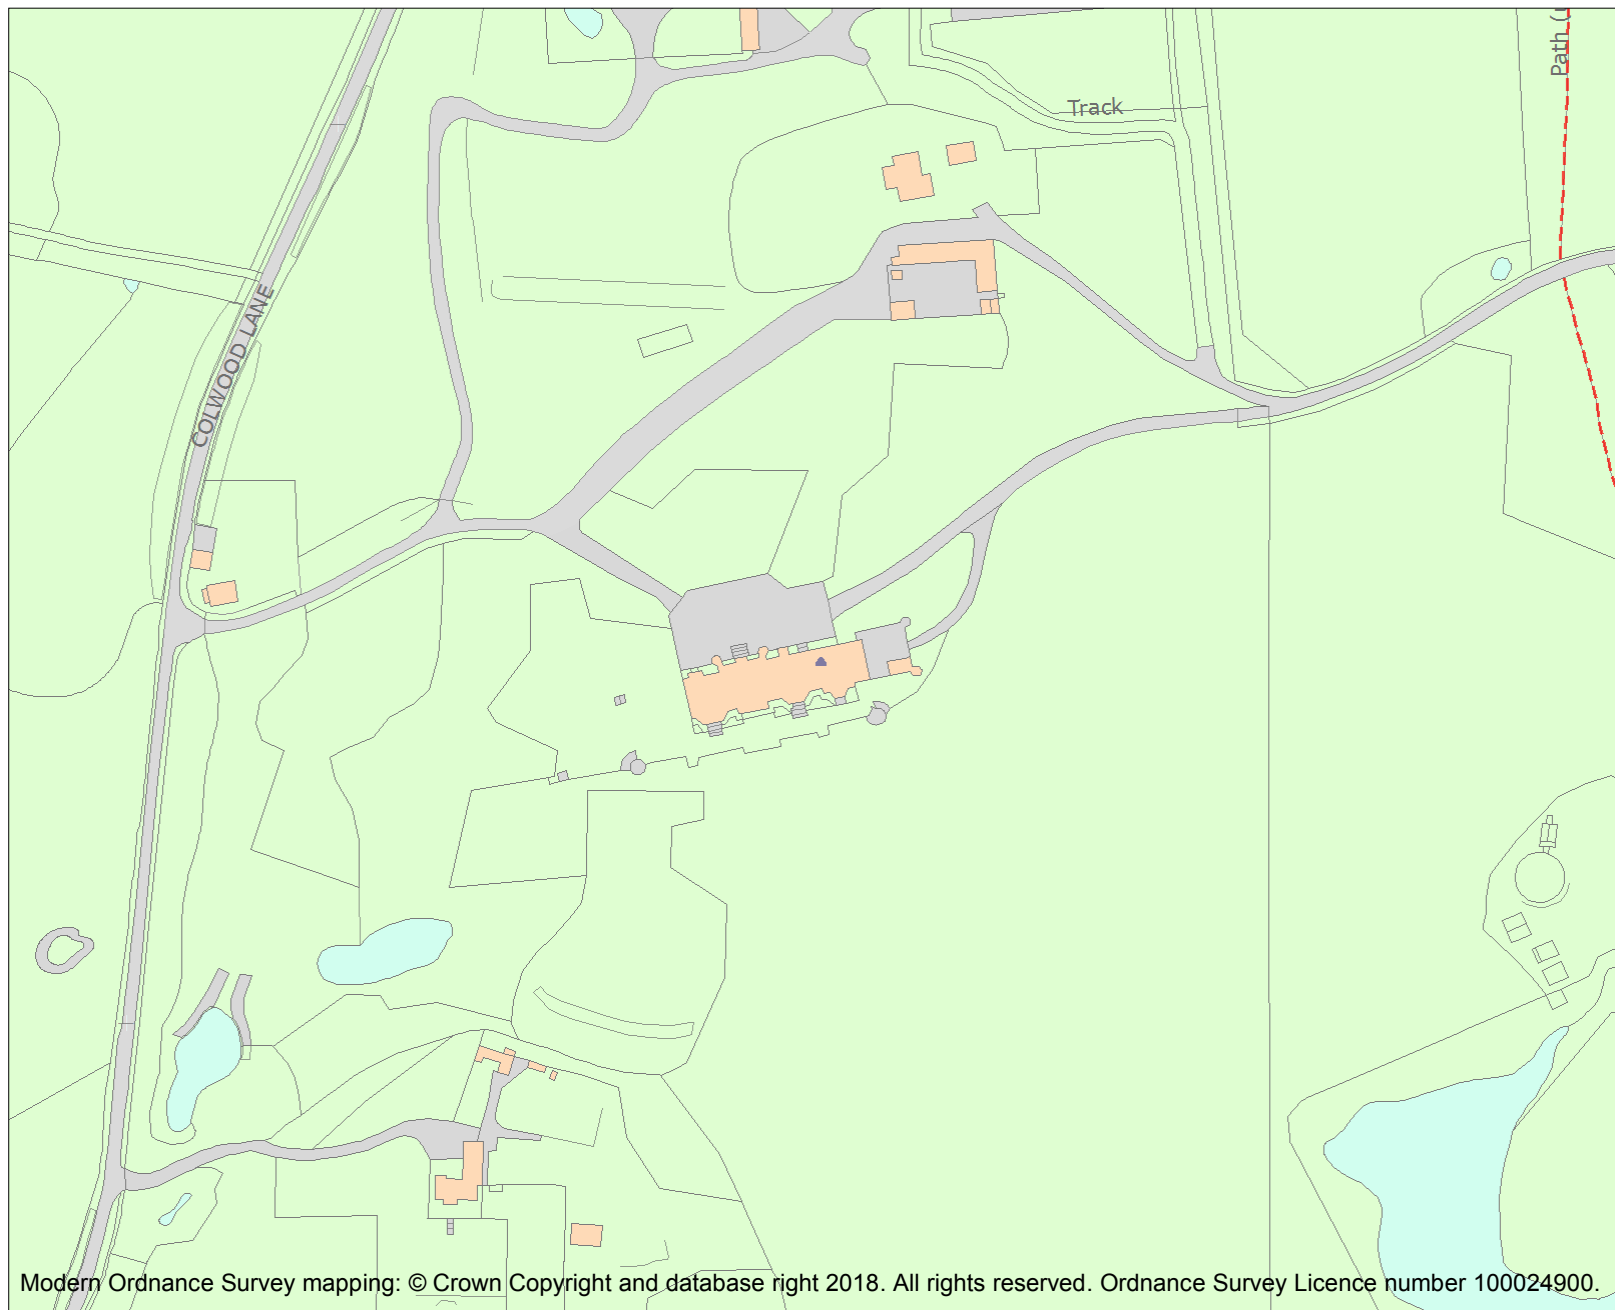 Path (u
Track
COLWOOD LANE
Modern Ordnance Survey mapping: © Crown Copyright and database right 2018. All rights reserved. Ordnance Survey Licence number 100024900.